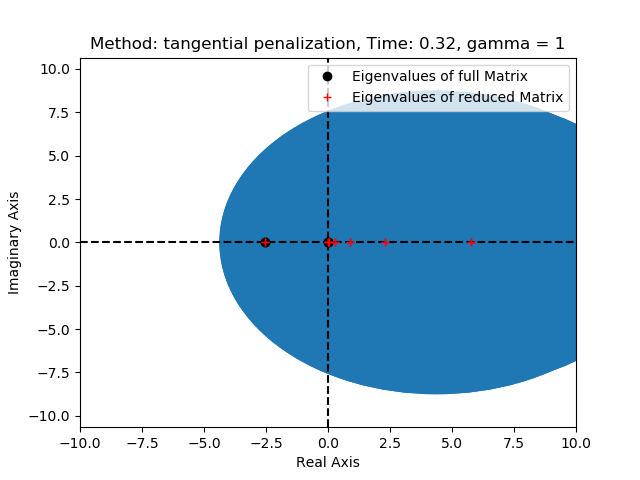 Method: tangential penalization, Time: 0.32, gamma = 1
Eigenvalues of full Matrix
Eigenvalues of reduced Matrix
10.0
7.5
5.0
2.5
0.0
−2.5
−5.0
−7.5
−10.0
Imaginary Axis
−10.0 −7.5 −5.0 −2.5 0.0 2.5 5.0 7.5 10.0
Real Axis